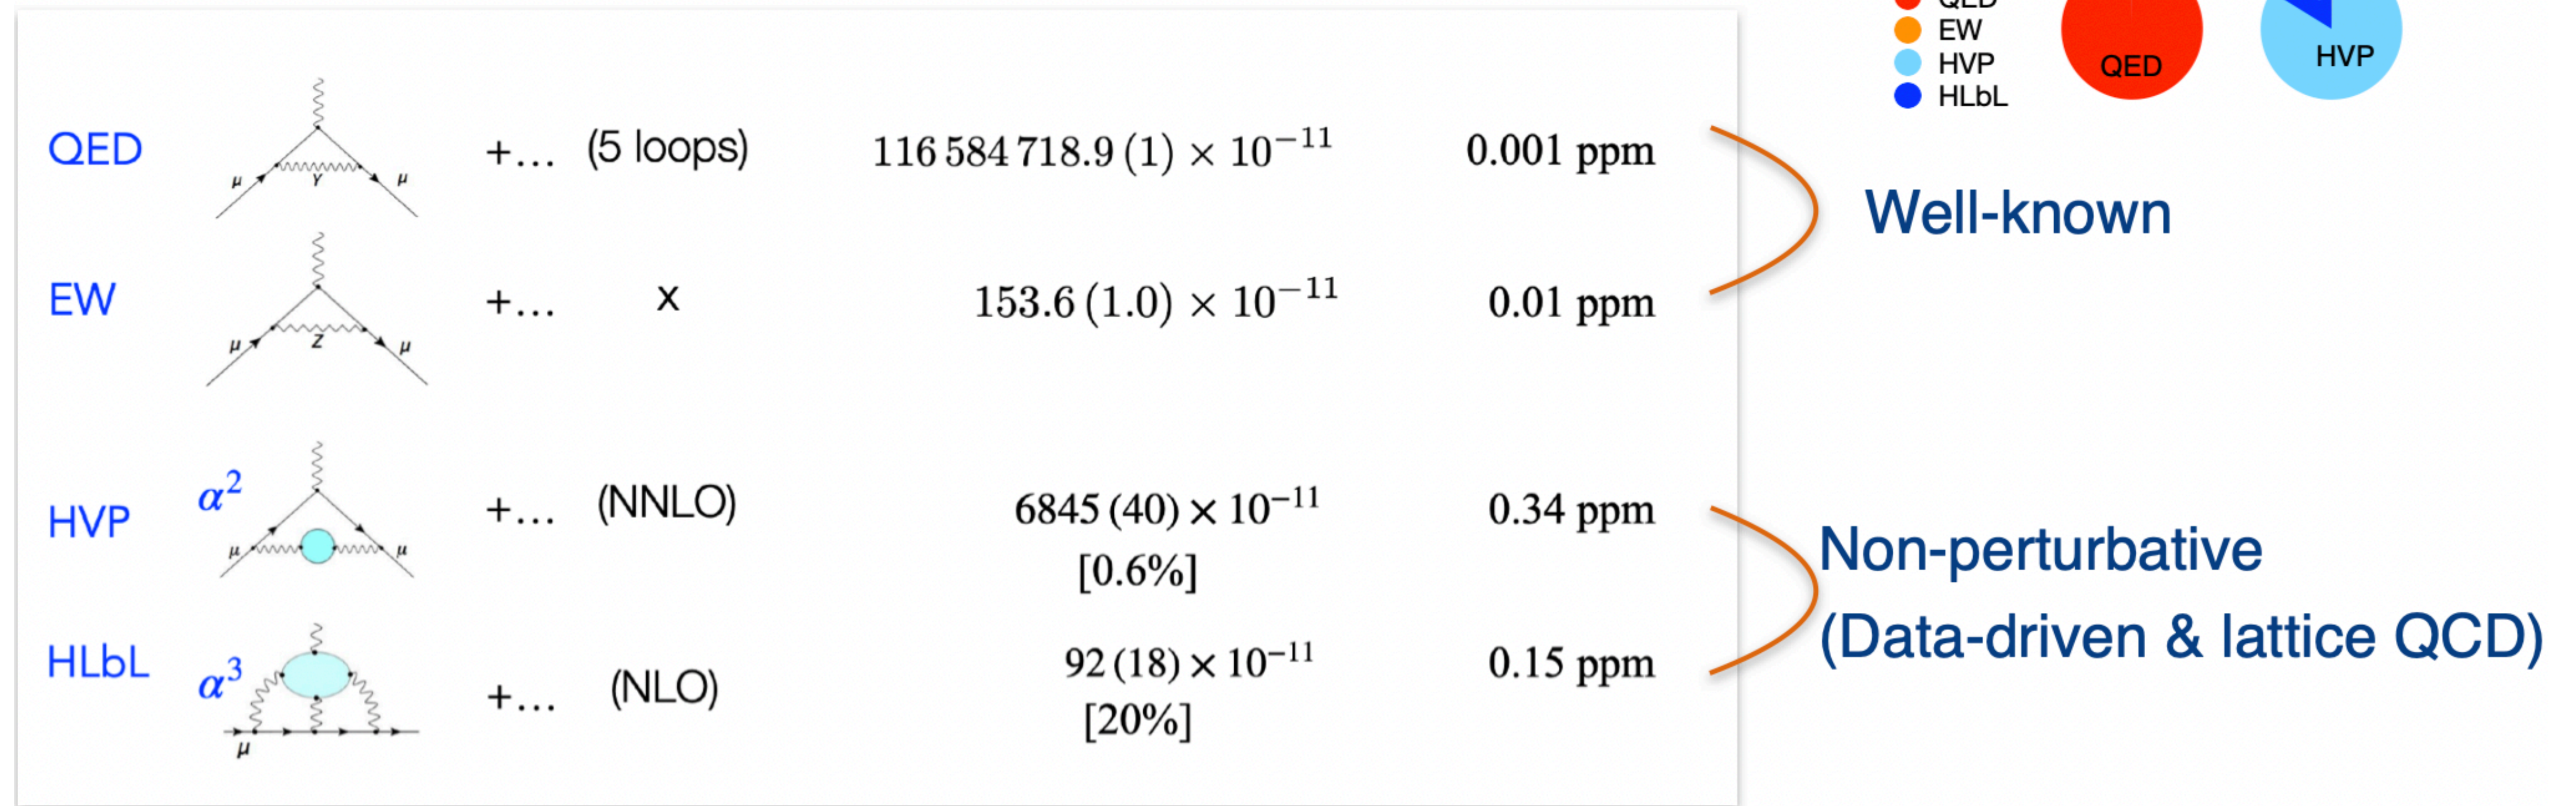 QED
EW
HVP
HLbL
QED
HVP
QED
μ
γ
μ
+... (5 loops)
116 584 718.9 (1) × 10⁻¹¹
0.001 ppm
Well-known
EW
μ
Z
μ
+... x
153.6 (1.0) × 10⁻¹¹
0.01 ppm
HVP
α²
μ
μ
+... (NNLO)
6845 (40) × 10⁻¹¹
[0.6%]
0.34 ppm
Non-perturbative
(Data-driven & lattice QCD)
HLbL
α³
μ
+... (NLO)
92 (18) × 10⁻¹¹
[20%]
0.15 ppm